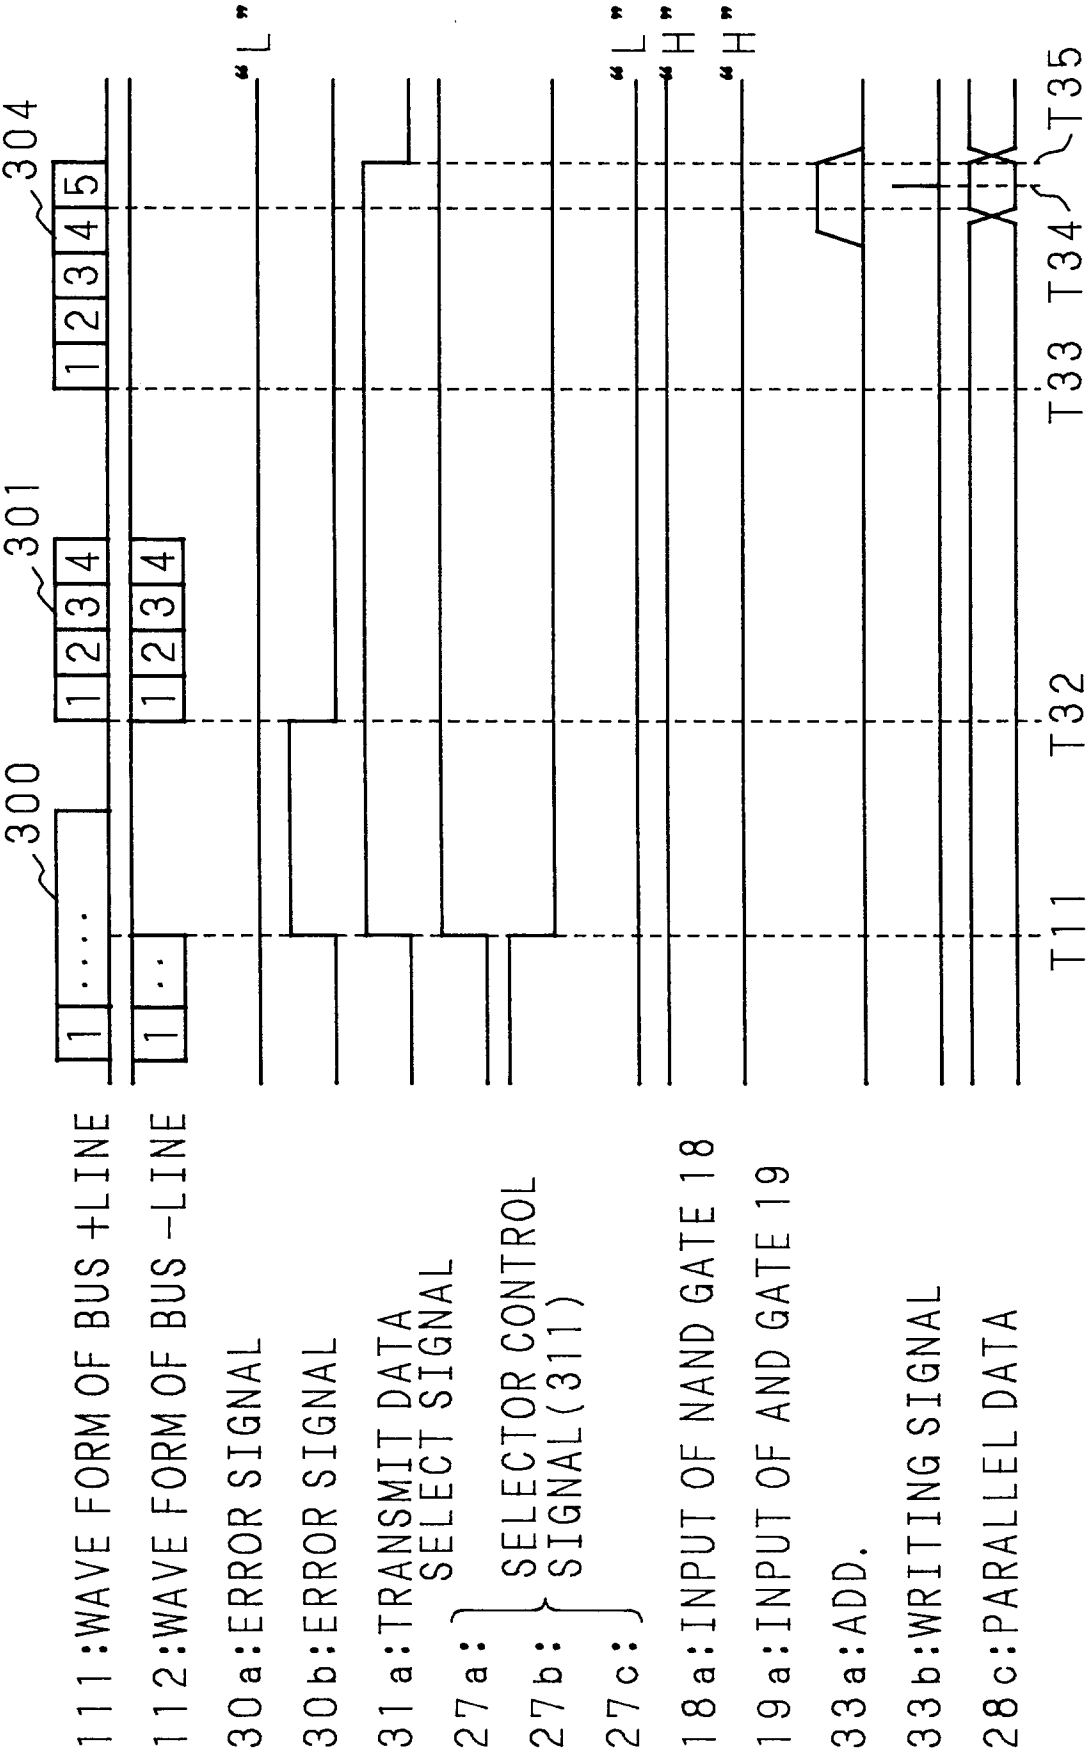 300
301
304
111:WAVE FORM OF BUS +LINE
1 ....
1 2 3 4
1 2 3 4 5
112:WAVE FORM OF BUS -LINE
1 ..
1 2 3 4
30a:ERROR SIGNAL
"L"
30b:ERROR SIGNAL
31a:TRANSMIT DATA
SELECT SIGNAL
27a:
27b:
SELECTOR CONTROL
SIGNAL(311)
27c:
"L"
18a:INPUT OF NAND GATE 18
"H"
19a:INPUT OF AND GATE 19
"H"
33a:ADD.
33b:WRITING SIGNAL
28c:PARALLEL DATA
T11
T32
T33
T34
T35